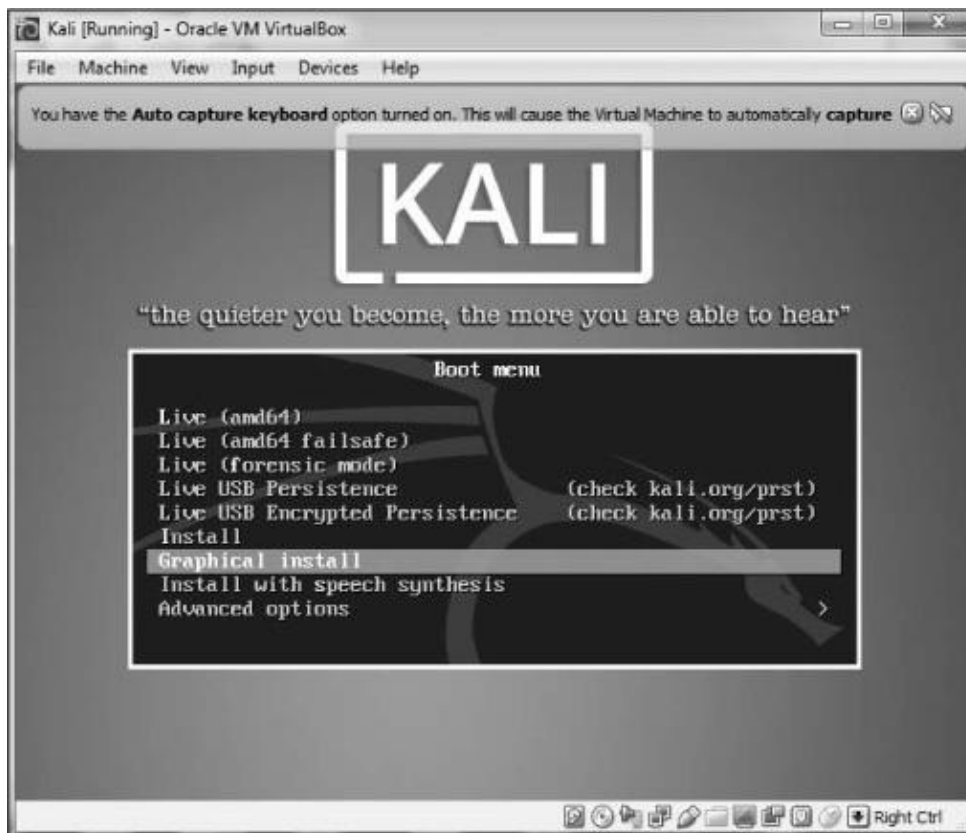 Kali [Running] - Oracle VM VirtualBox
File Machine View Input Devices Help
You have the Auto capture keyboard option turned on. This will cause the Virtual Machine to automatically capture
KALI
“the quieter you become, the more you are able to hear”
Boot menu
Live (amd64)
Live (amd64 failsafe)
Live (forensic mode)
Live USB Persistence (check kali.org/prst)
Live USB Encrypted Persistence (check kali.org/prst)
Install
Graphical install
Install with speech synthesis
Advanced options >
Right Ctrl